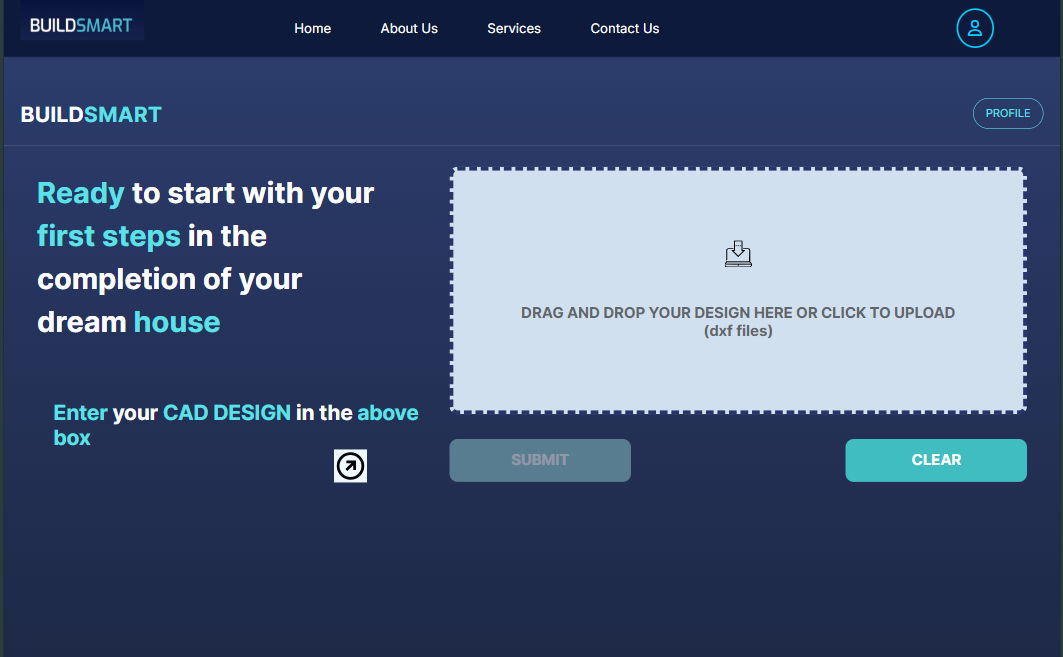 BUILDSMART
Home About Us Services Contact Us
BUILDSMART
PROFILE
Ready to start with your
first steps in the
completion of your
dream house
DRAG AND DROP YOUR DESIGN HERE OR CLICK TO UPLOAD
(dxf files)
Enter your CAD DESIGN in the above
box
SUBMIT
CLEAR